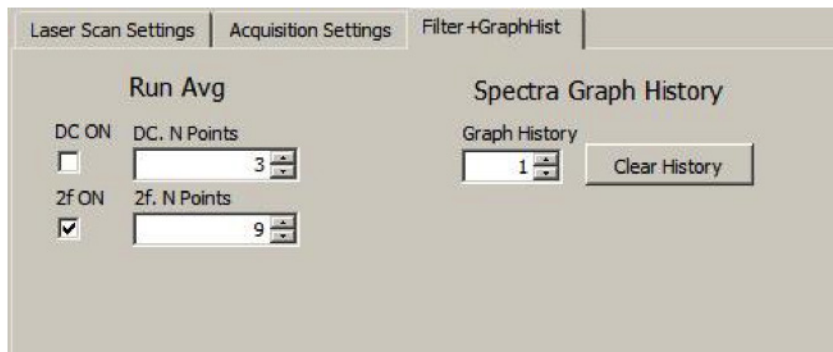 Laser Scan Settings
Acquisition Settings
Filter+GraphHist
Run Avg
DC ON
DC. N Points
3
2f ON
2f. N Points
9
Spectra Graph History
Graph History
1
Clear History